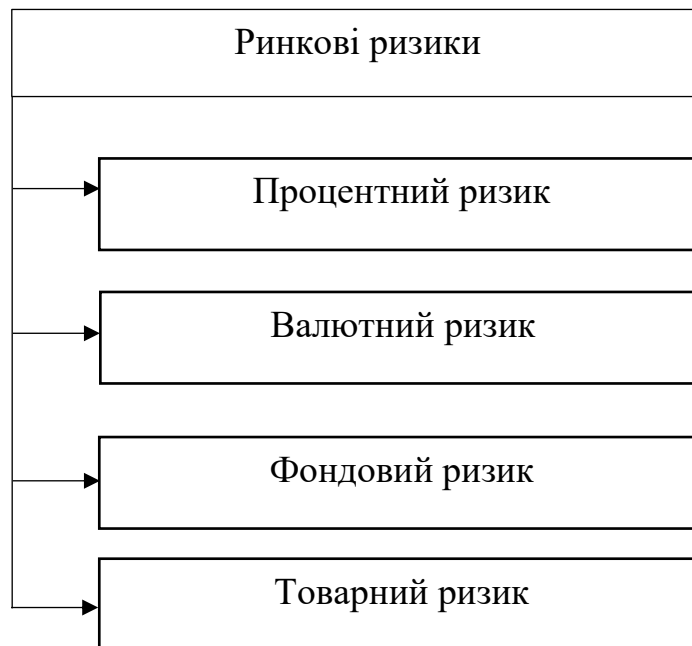 Ринкові ризики
Процентний ризик
Валютний ризик
Фондовий ризик
Товарний ризик